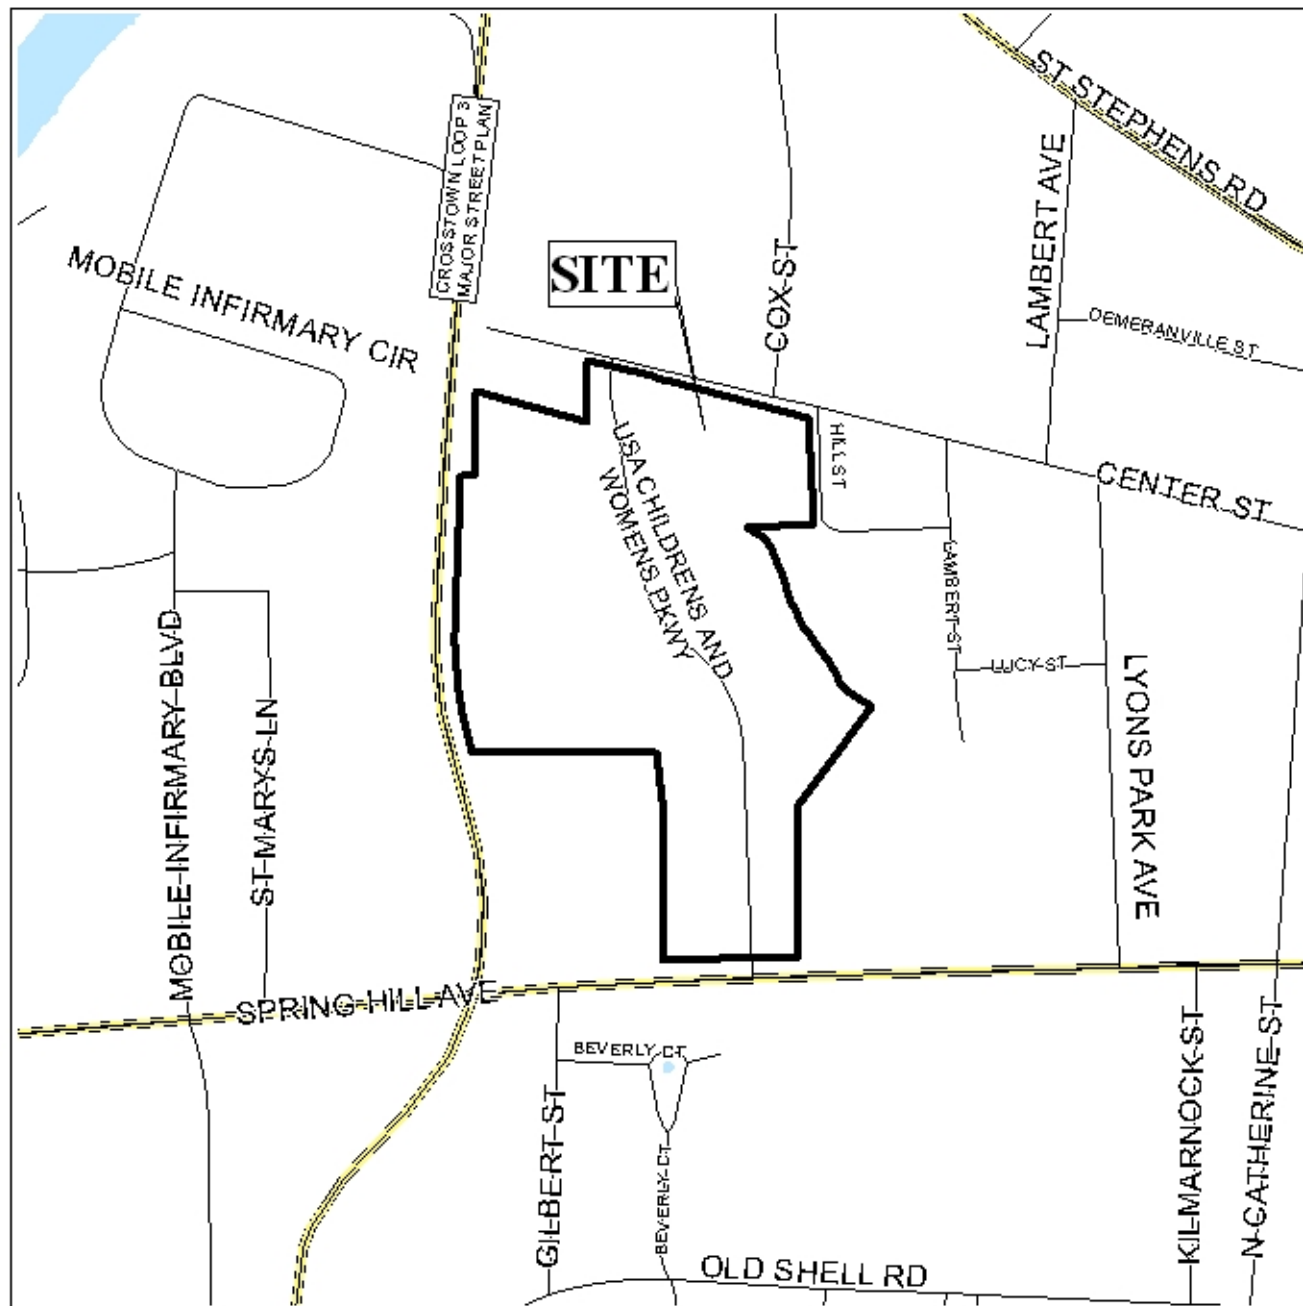 ST STEPHENS RD
CROSSTOWN LOOP 3
MAJOR STREET PLAN
LAMBERT AVE
MOBILE INFIRMARY CIR
SITE
COX ST
DEMERANVILLE ST
USA CHILDRENS AND
WOMENS PKWY
HILL ST
CENTER ST
LAMBERT ST
LUCY ST
MOBILE INFIRMARY BLVD
ST MARYS LN
LYONS PARK AVE
SPRING HILL AVE
BEVERLY CT
GILBERT ST
BEVERLY CT
KILMARNOCK ST
N CATHERINE ST
OLD SHELL RD